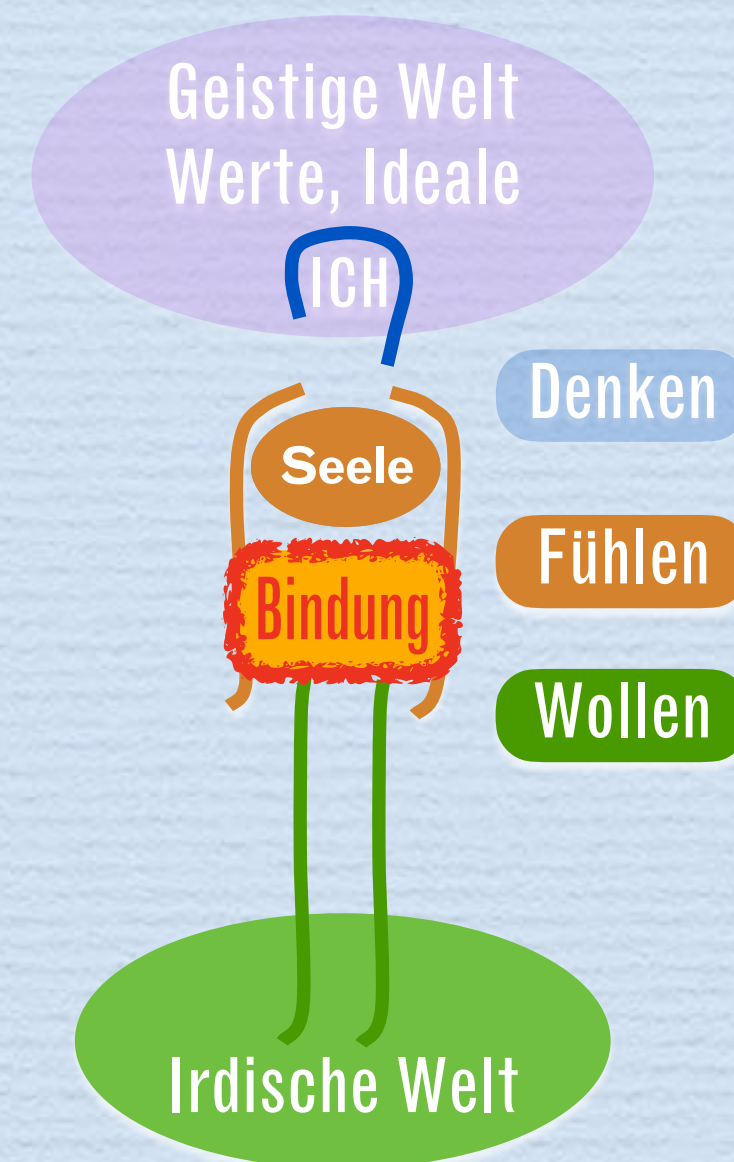 Geistige Welt
Werte, Ideale
ICH
Denken
Seele
Fühlen
Bindung
Wollen
Irdische Welt